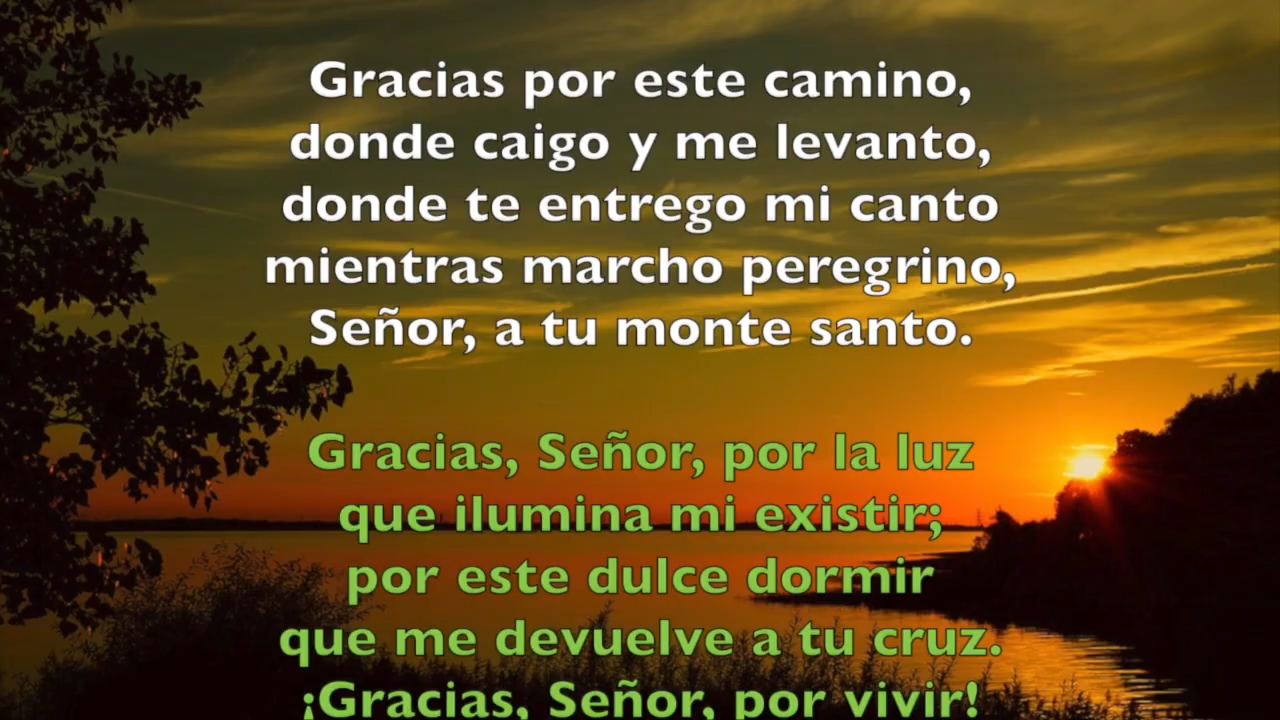 Gracias por este camino,
donde caigo y me levanto,
donde te entrego mi canto
mientras marcho peregrino,
Señor, a tu monte santo.
Gracias, Señor, por la luz
que ilumina mi existir;
por este dulce dormir
que me devuelve a tu cruz.
¡Gracias, Señor, por vivir!